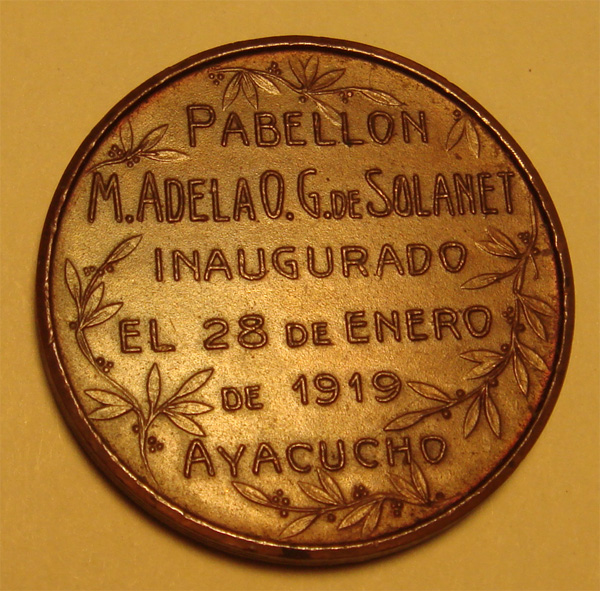 PABELLON
M. ADELA O. G. DE SOLANET
INAUGURADO
EL 28 DE ENERO
DE 1919
AYACUCHO